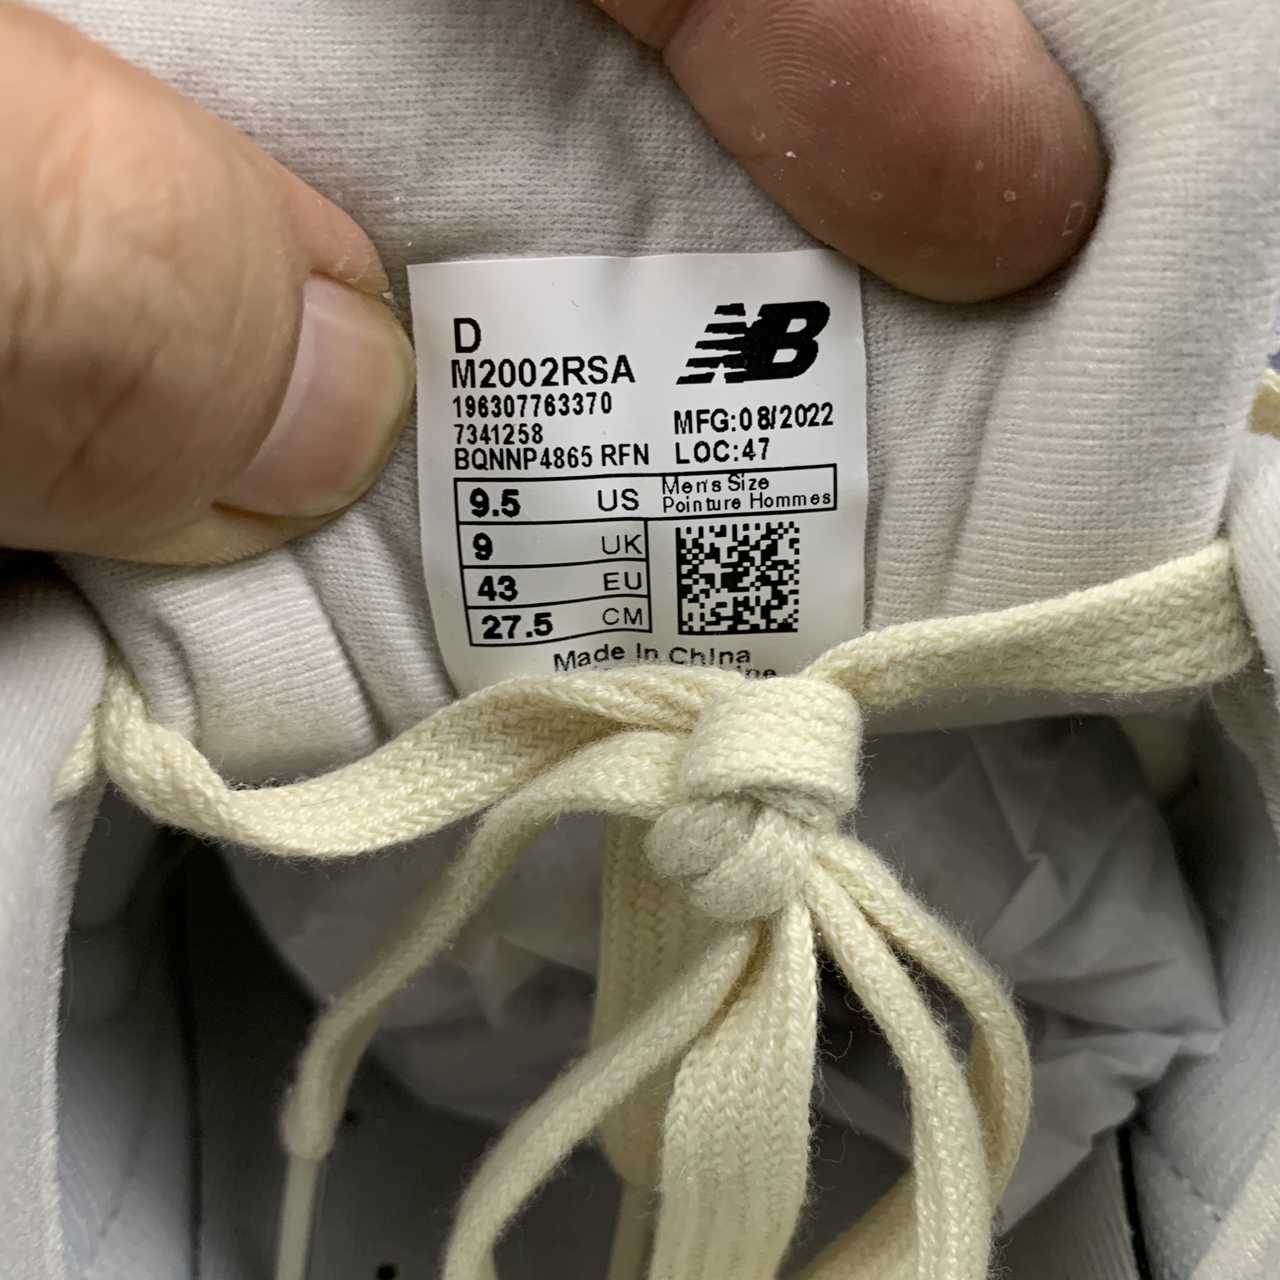 D
M2002RSA
196307763370
7341258
BQNNP4865 RFN
NB
MFG:08/2022
LOC:47
9.5 US Men's Size
Pointure Hommes
9 UK
43 EU
27.5 CM
Made In China